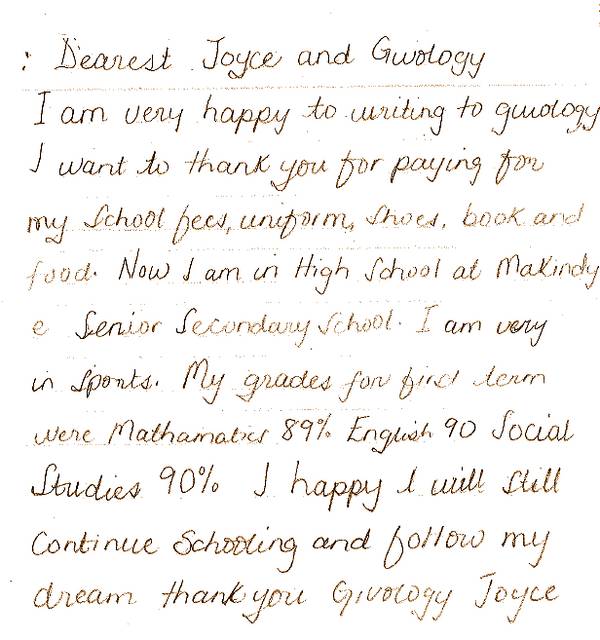 : Dearest Joyce and Givology
I am very happy to writing to givology
I want to thank you for paying for
my School fees, uniform, shoes, book and
food. Now I am in High School at Makindy
e Senior Secondary School. I am very
in Sports. My grades for first term
were Mathamatics 89% English 90 Social
Studies 90% I happy I will Still
Continue Schooling and follow my
dream thank you Givology Joyce